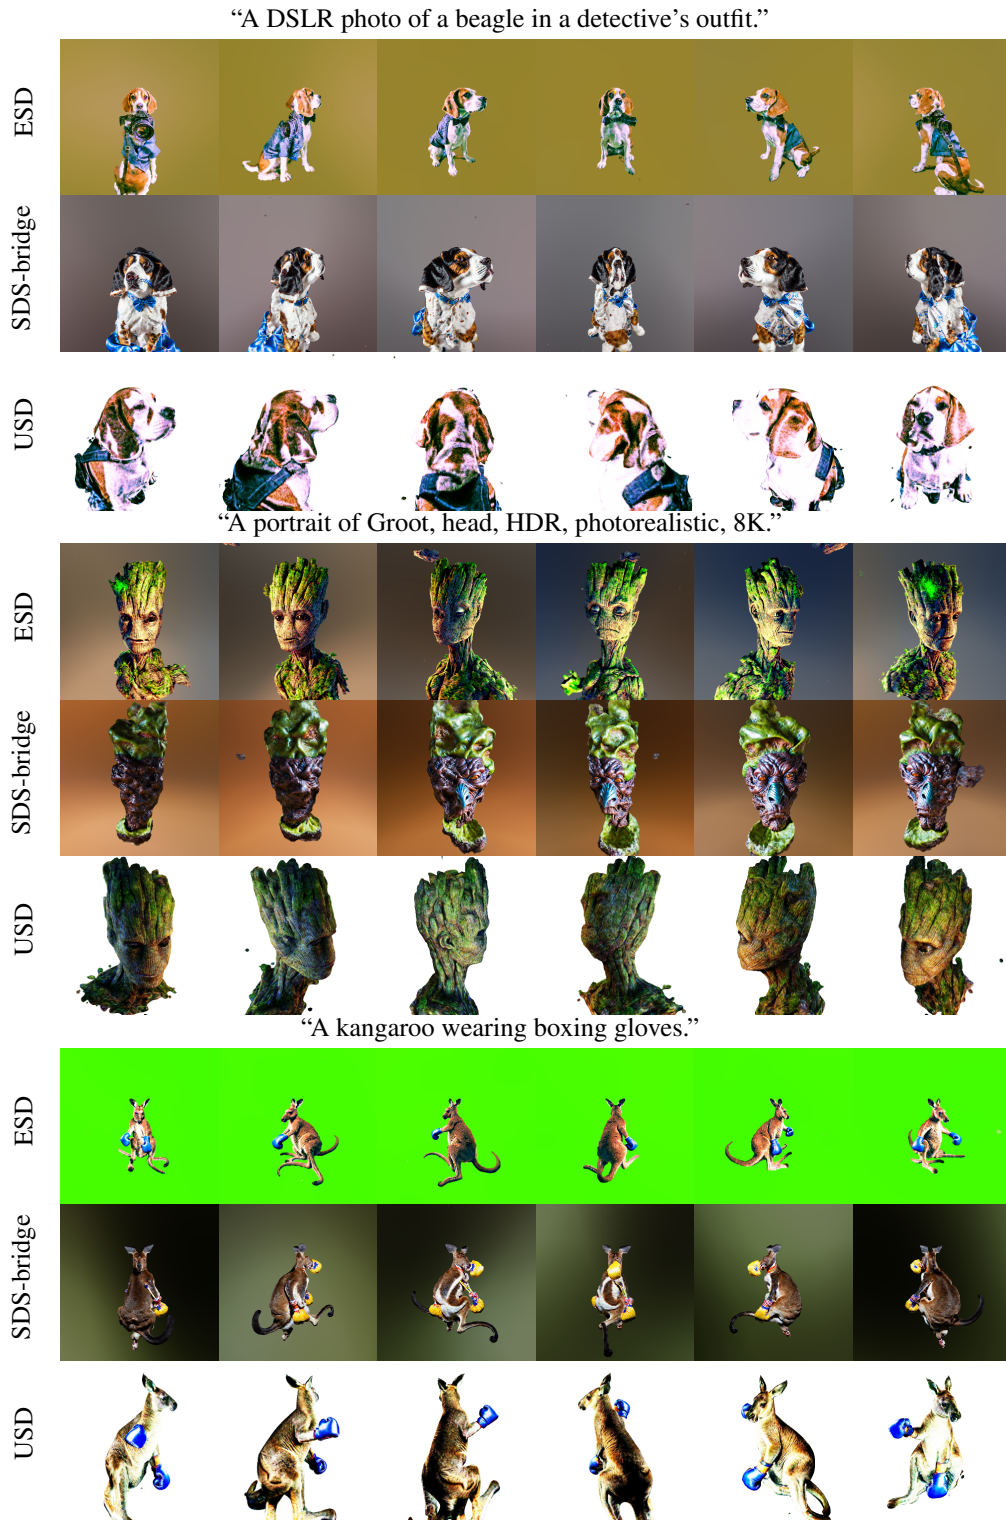 “A DSLR photo of a beagle in a detective’s outfit.”
ESD
SDS-bridge
USD
“A portrait of Groot, head, HDR, photorealistic, 8K.”
ESD
SDS-bridge
USD
“A kangaroo wearing boxing gloves.”
ESD
SDS-bridge
USD